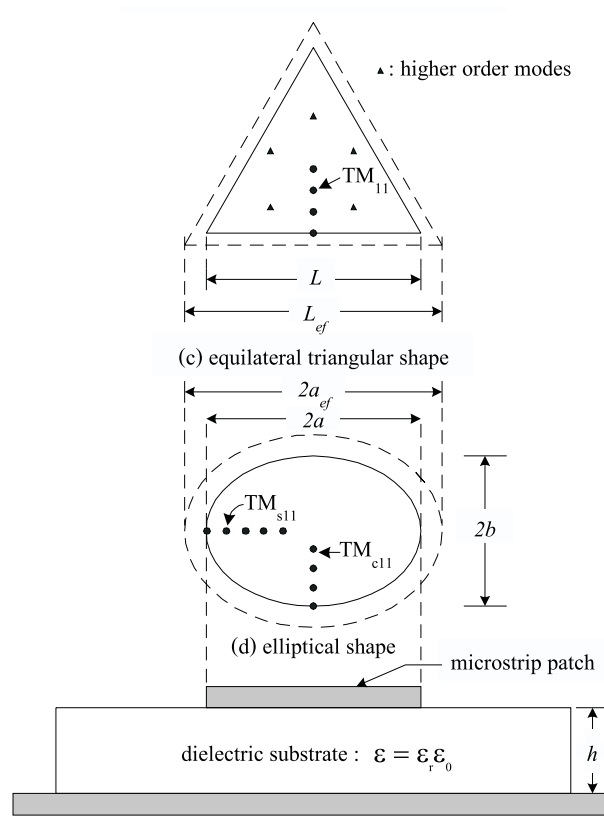 ▲: higher order modes
TM11
L
Lef
(c) equilateral triangular shape
2aef
2a
TMs11
TMc11
2b
(d) elliptical shape
microstrip patch
dielectric substrate : ε = εrε0
h